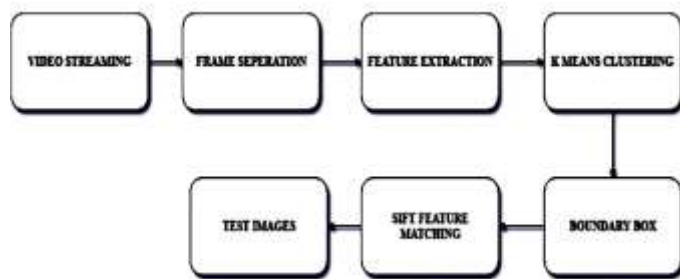 VIDEO STREAMING
FRAME SEPERATION
FEATURE EXTRACTION
K MEANS CLUSTERING
BOUNDARY BOX
SIFT FEATURE
MATCHING
TEST IMAGES